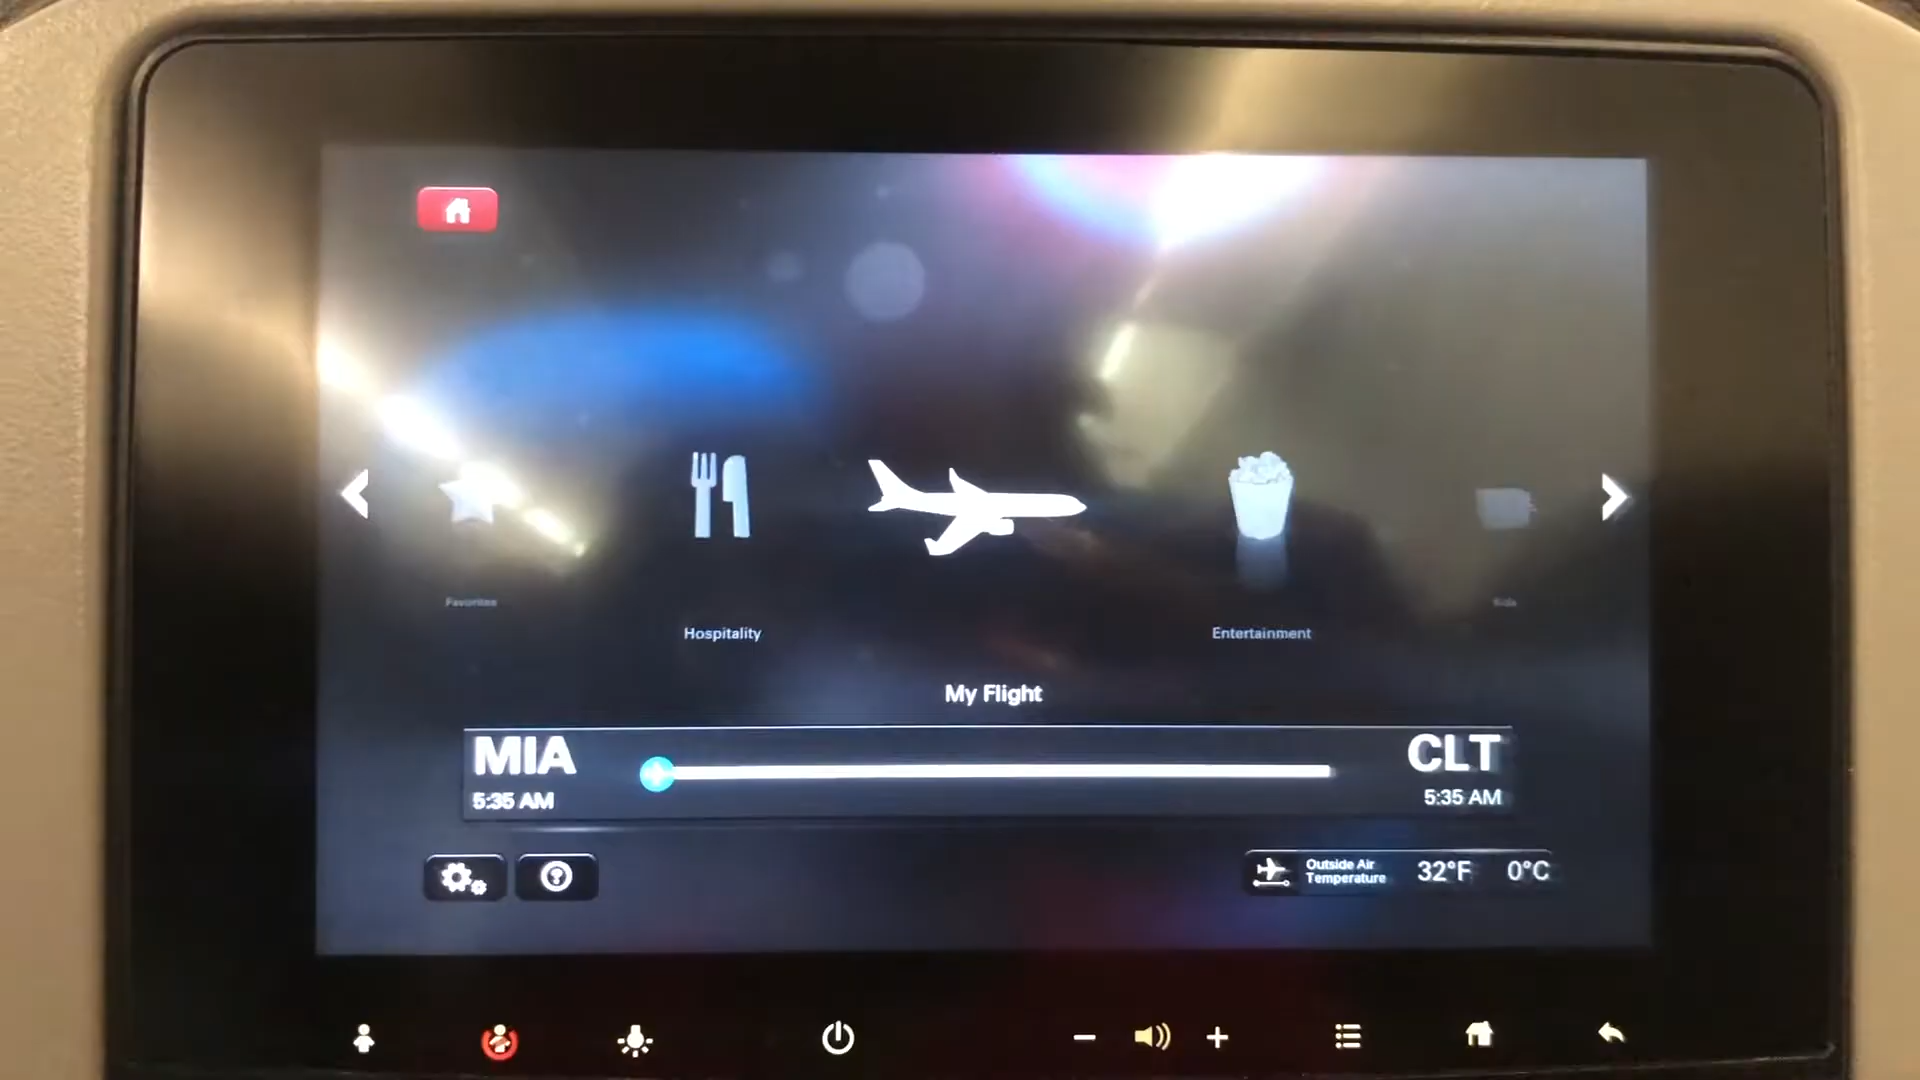 Favorites
Hospitality
Entertainment
Kids
My Flight
MIA
CLT
5:35 AM
5:35 AM
Outside Air
Temperature
32°F
0°C